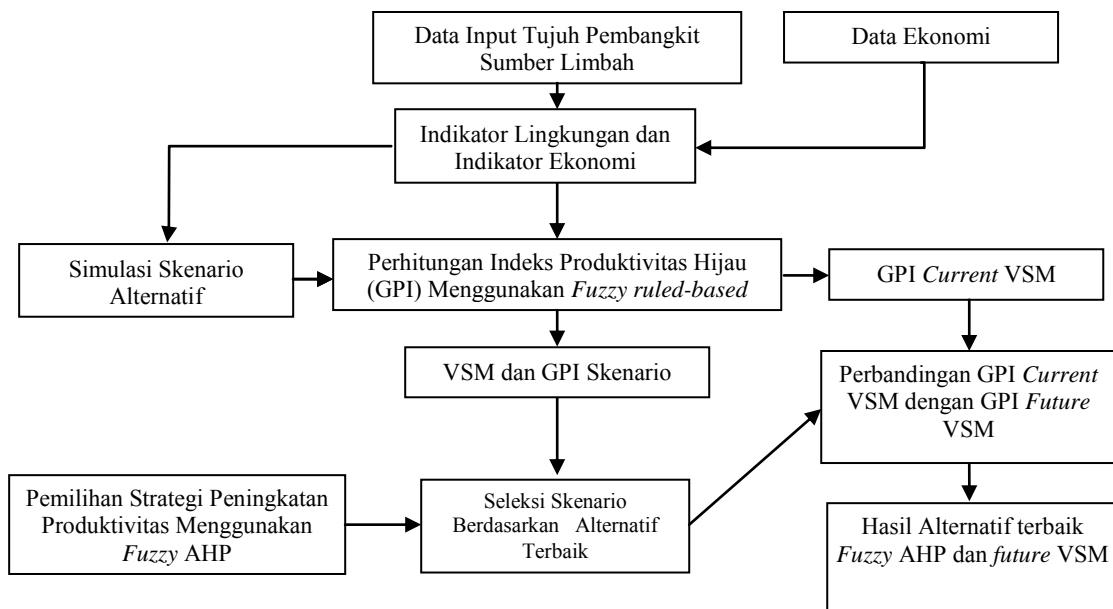 Data Input Tujuh Pembangkit
Sumber Limbah
Data Ekonomi
Indikator Lingkungan dan
Indikator Ekonomi
Simulasi Skenario
Alternatif
Perhitungan Indeks Produktivitas Hijau
(GPI) Menggunakan Fuzzy ruled-based
GPI Current VSM
VSM dan GPI Skenario
Perbandingan GPI Current
VSM dengan GPI Future
VSM
Pemilihan Strategi Peningkatan
Produktivitas Menggunakan
Fuzzy AHP
Seleksi Skenario
Berdasarkan Alternatif
Terbaik
Hasil Alternatif terbaik
Fuzzy AHP dan future VSM